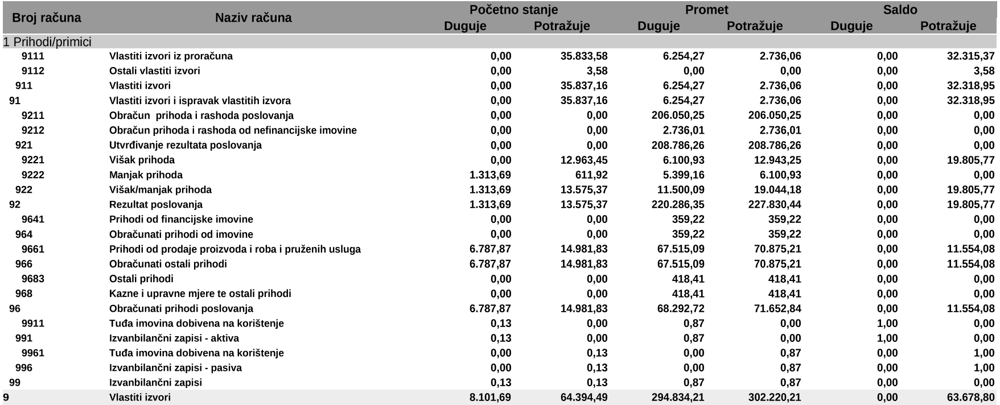 Broj računa Naziv računa Početno stanje Promet Saldo
Duguje Potražuje Duguje Potražuje Duguje Potražuje
1 Prihodi/primici
9111 Vlastiti izvori iz proračuna 0,00 35.833,58 6.254,27 2.736,06 0,00 32.315,37
9112 Ostali vlastiti izvori 0,00 3,58 0,00 0,00 0,00 3,58
911 Vlastiti izvori 0,00 35.837,16 6.254,27 2.736,06 0,00 32.318,95
91 Vlastiti izvori i ispravak vlastitih izvora 0,00 35.837,16 6.254,27 2.736,06 0,00 32.318,95
9211 Obračun  prihoda i rashoda poslovanja 0,00 0,00 206.050,25 206.050,25 0,00 0,00
9212 Obračun prihoda i rashoda od nefinancijske imovine 0,00 0,00 2.736,01 2.736,01 0,00 0,00
921 Utvrđivanje rezultata poslovanja 0,00 0,00 208.786,26 208.786,26 0,00 0,00
9221 Višak prihoda 0,00 12.963,45 6.100,93 12.943,25 0,00 19.805,77
9222 Manjak prihoda 1.313,69 611,92 5.399,16 6.100,93 0,00 0,00
922 Višak/manjak prihoda 1.313,69 13.575,37 11.500,09 19.044,18 0,00 19.805,77
92 Rezultat poslovanja 1.313,69 13.575,37 220.286,35 227.830,44 0,00 19.805,77
9641 Prihodi od financijske imovine 0,00 0,00 359,22 359,22 0,00 0,00
964 Obračunati prihodi od imovine 0,00 0,00 359,22 359,22 0,00 0,00
9661 Prihodi od prodaje proizvoda i roba i pruženih usluga 6.787,87 14.981,83 67.515,09 70.875,21 0,00 11.554,08
966 Obračunati ostali prihodi 6.787,87 14.981,83 67.515,09 70.875,21 0,00 11.554,08
9683 Ostali prihodi 0,00 0,00 418,41 418,41 0,00 0,00
968 Kazne i upravne mjere te ostali prihodi 0,00 0,00 418,41 418,41 0,00 0,00
96 Obračunati prihodi poslovanja 6.787,87 14.981,83 68.292,72 71.652,84 0,00 11.554,08
9911 Tuđa imovina dobivena na korištenje 0,13 0,00 0,87 0,00 1,00 0,00
991 Izvanbilančni zapisi - aktiva 0,13 0,00 0,87 0,00 1,00 0,00
9961 Tuđa imovina dobivena na korištenje 0,00 0,13 0,00 0,87 0,00 1,00
996 Izvanbilančni zapisi - pasiva 0,00 0,13 0,00 0,87 0,00 1,00
99 Izvanbilančni zapisi 0,13 0,13 0,87 0,87 0,00 0,00
9 Vlastiti izvori 8.101,69 64.394,49 294.834,21 302.220,21 0,00 63.678,80